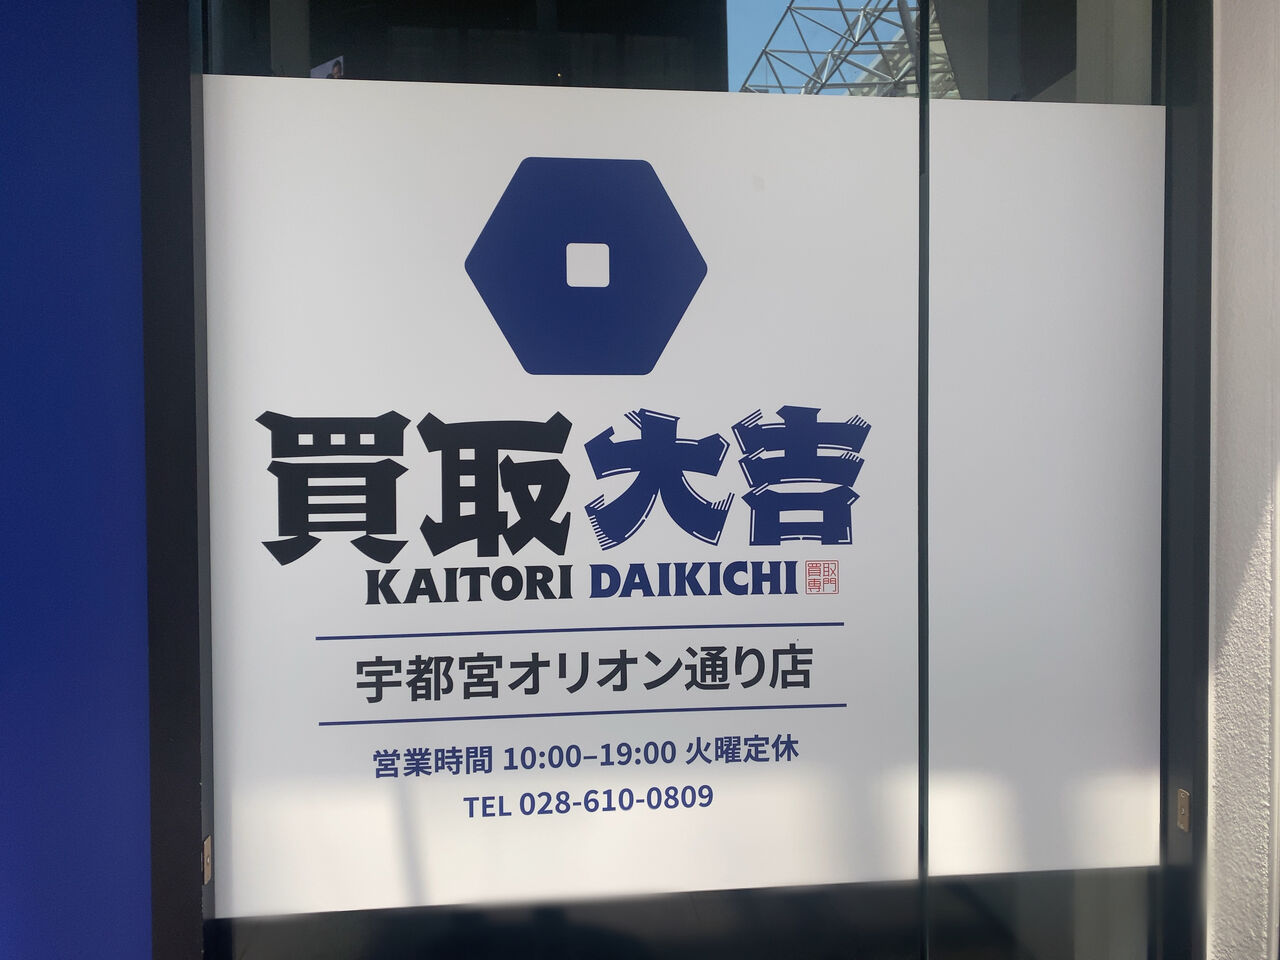 買取大吉
KAITORI DAIKICHI 買取専門
宇都宮オリオン通り店
営業時間 10:00–19:00 火曜定休
TEL 028-610-0809